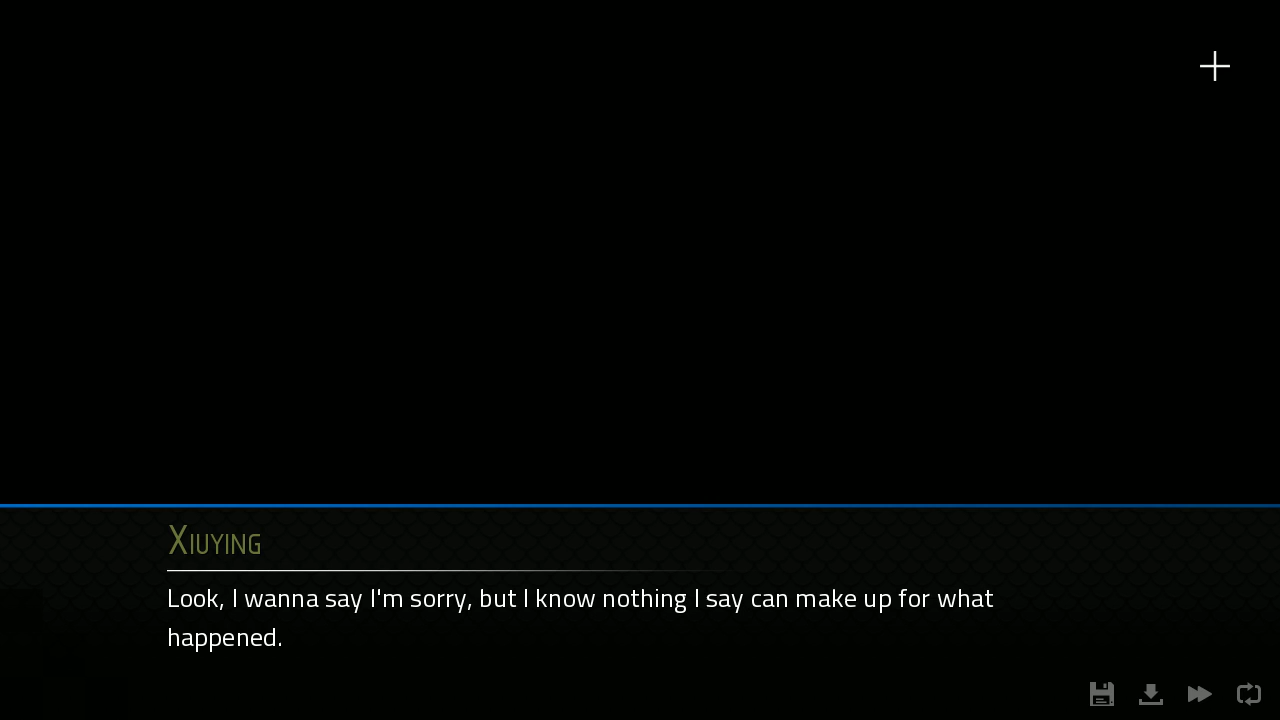 Xiuying
Look, I wanna say I'm sorry, but I know nothing I say can make up for what
happened.